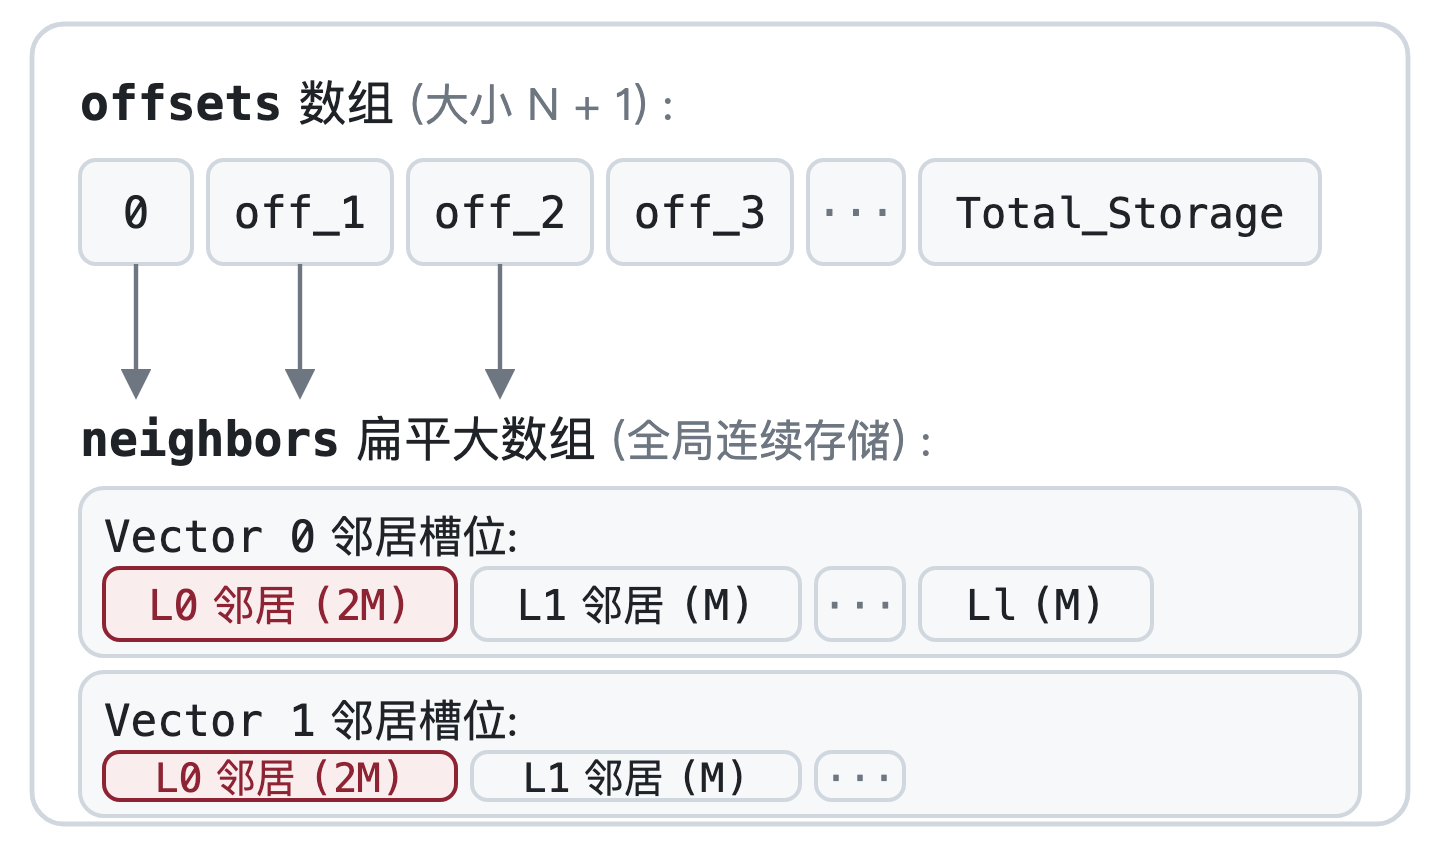 offsets 数组 (大小 N + 1) :
0 off_1 off_2 off_3 ··· Total_Storage
neighbors 扁平大数组 (全局连续存储) :
Vector 0 邻居槽位:
L0 邻居 (2M) L1 邻居 (M) ··· Ll (M)
Vector 1 邻居槽位:
L0 邻居 (2M) L1 邻居 (M) ···